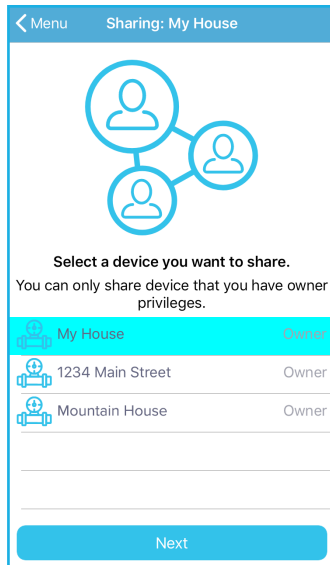 Menu Sharing: My House
Select a device you want to share.
You can only share device that you have owner
privileges.
My House Owner
1234 Main Street Owner
Mountain House Owner
Next